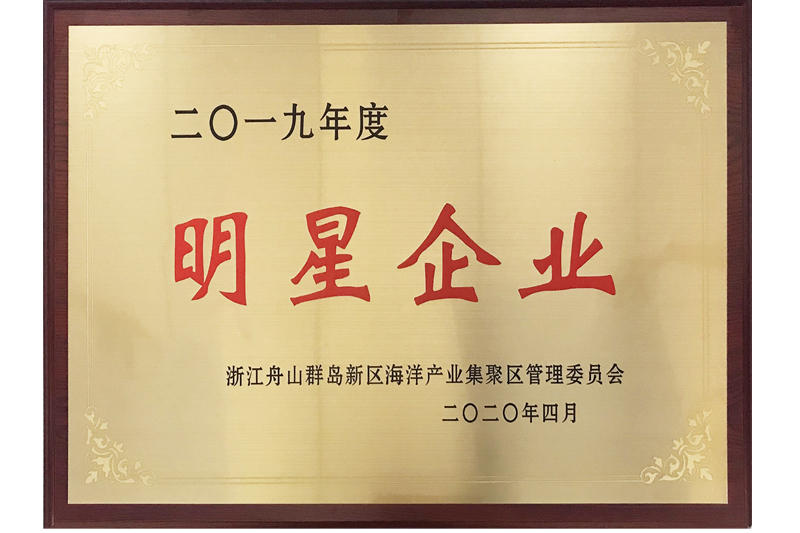 二〇一九年度
明星企业
浙江舟山群岛新区海洋产业集聚区管理委员会
二〇二〇年四月